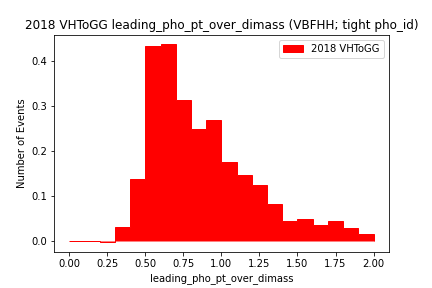 2018 VHToGG leading_pho_pt_over_dimass (VBFHH; tight pho_id)
2018 VHToGG
Number of Events
0.4
0.3
0.2
0.1
0.0
0.00 0.25 0.50 0.75 1.00 1.25 1.50 1.75 2.00
leading_pho_pt_over_dimass